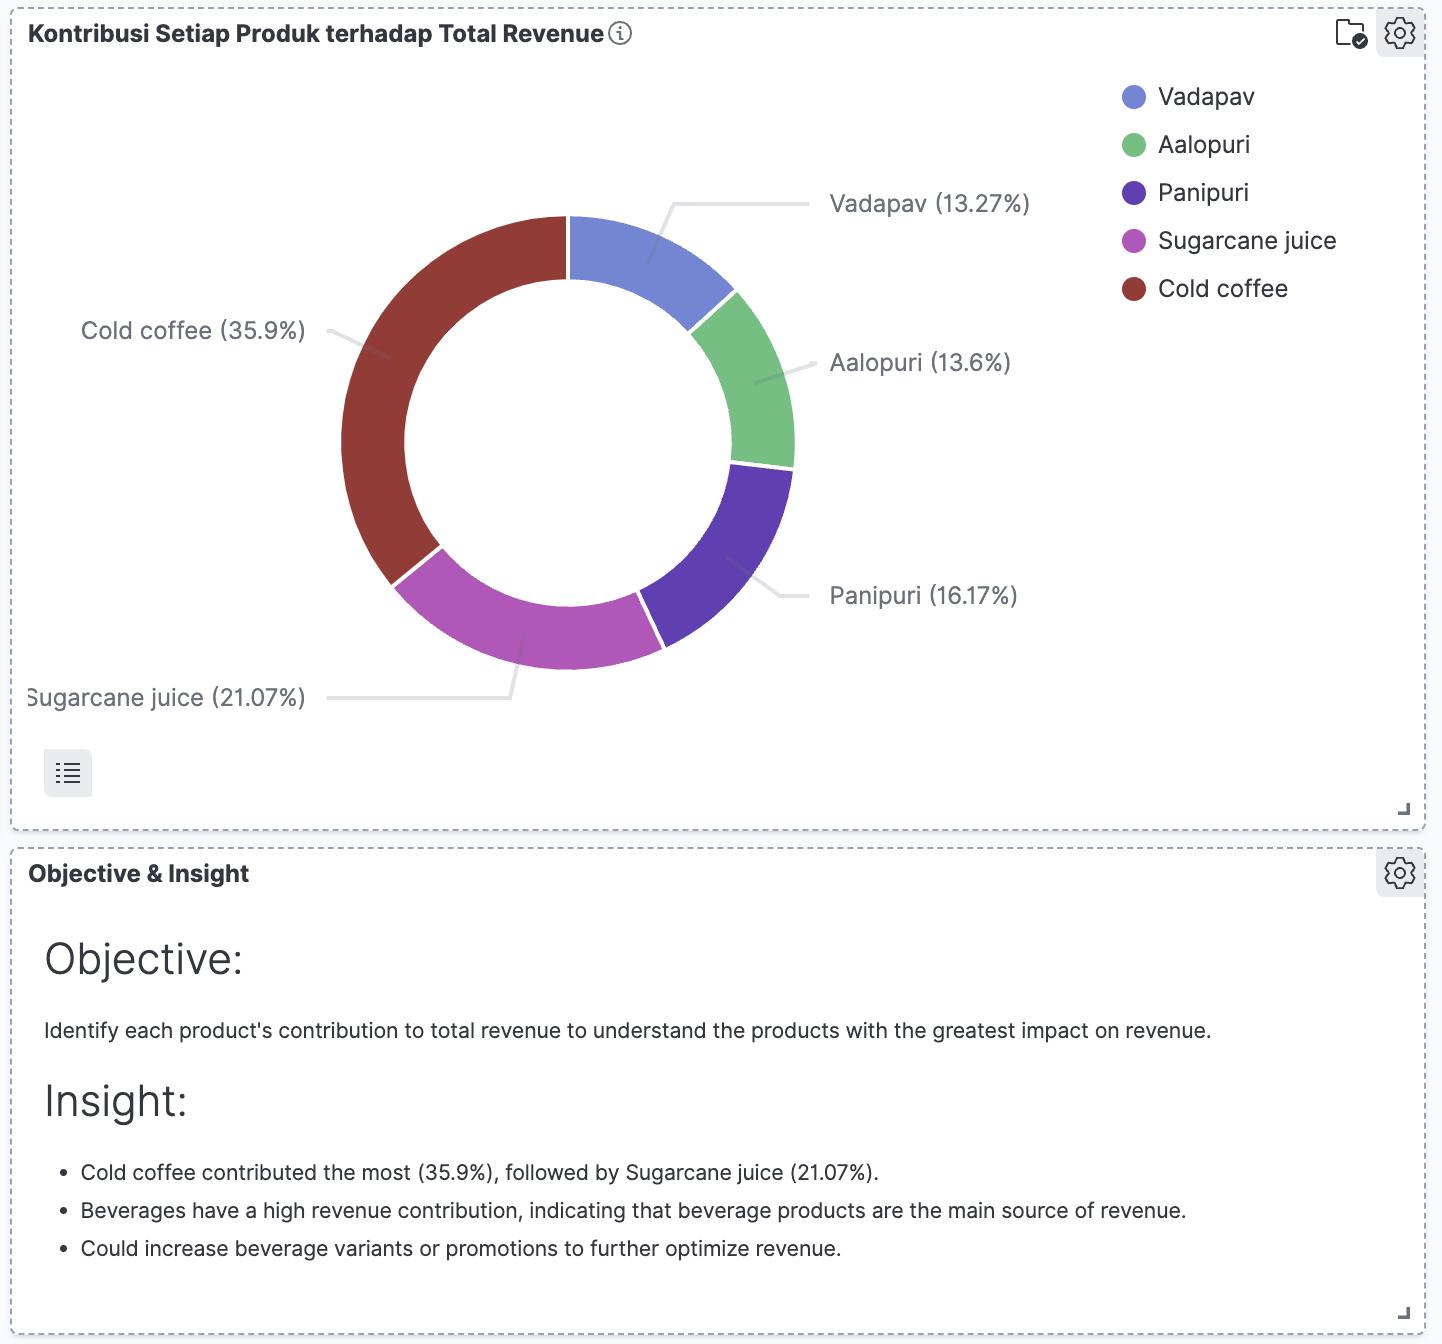 Kontribusi Setiap Produk terhadap Total Revenue
Vadapav
Aalopuri
Panipuri
Sugarcane juice
Cold coffee
Vadapav (13.27%)
Cold coffee (35.9%)
Aalopuri (13.6%)
Panipuri (16.17%)
Sugarcane juice (21.07%)
Objective & Insight
Objective:
Identify each product's contribution to total revenue to understand the products with the greatest impact on revenue.
Insight:
• Cold coffee contributed the most (35.9%), followed by Sugarcane juice (21.07%).
• Beverages have a high revenue contribution, indicating that beverage products are the main source of revenue.
• Could increase beverage variants or promotions to further optimize revenue.